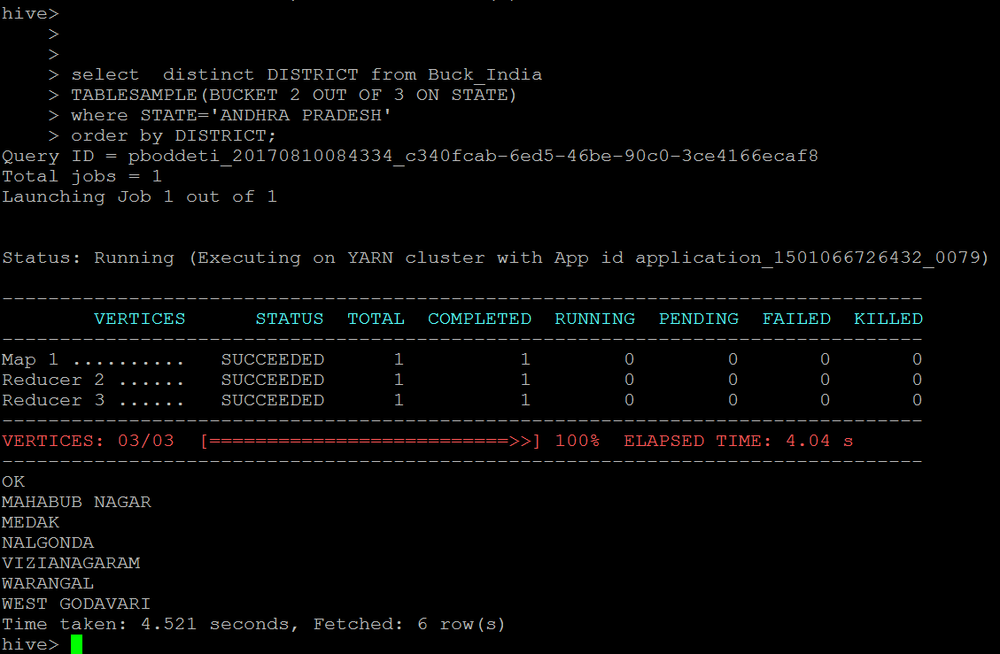 hive>
    >
    >
    > select  distinct DISTRICT from Buck_India
    > TABLESAMPLE(BUCKET 2 OUT OF 3 ON STATE)
    > where STATE='ANDHRA PRADESH'
    > order by DISTRICT;
Query ID = pboddeti_20170810084334_c340fcab-6ed5-46be-90c0-3ce4166ecaf8
Total jobs = 1
Launching Job 1 out of 1
Status: Running (Executing on YARN cluster with App id application_1501066726432_0079)
--------------------------------------------------------------------------------
        VERTICES      STATUS  TOTAL  COMPLETED  RUNNING  PENDING  FAILED  KILLED
--------------------------------------------------------------------------------
Map 1 ..........   SUCCEEDED      1          1        0        0       0       0
Reducer 2 ......   SUCCEEDED      1          1        0        0       0       0
Reducer 3 ......   SUCCEEDED      1          1        0        0       0       0
--------------------------------------------------------------------------------
VERTICES: 03/03  [==========================>>] 100%  ELAPSED TIME: 4.04 s
--------------------------------------------------------------------------------
OK
MAHABUB NAGAR
MEDAK
NALGONDA
VIZIANAGARAM
WARANGAL
WEST GODAVARI
Time taken: 4.521 seconds, Fetched: 6 row(s)
hive>